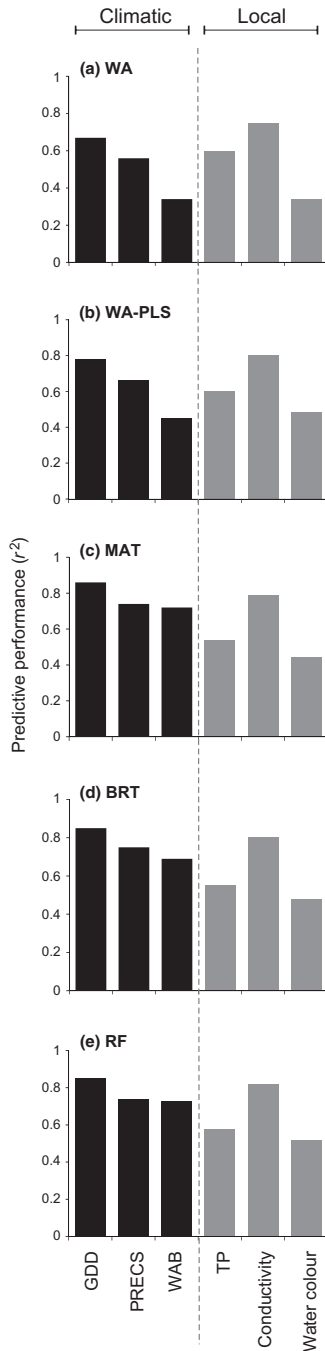 Climatic Local
(a) WA
1
0.8
0.6
0.4
0.2
0
(b) WA-PLS
1
0.8
0.6
0.4
0.2
0
Predictive performance (r²)
(c) MAT
1
0.8
0.6
0.4
0.2
0
(d) BRT
1
0.8
0.6
0.4
0.2
0
(e) RF
1
0.8
0.6
0.4
0.2
0
GDD
PRECS
WAB
TP
Conductivity
Water colour